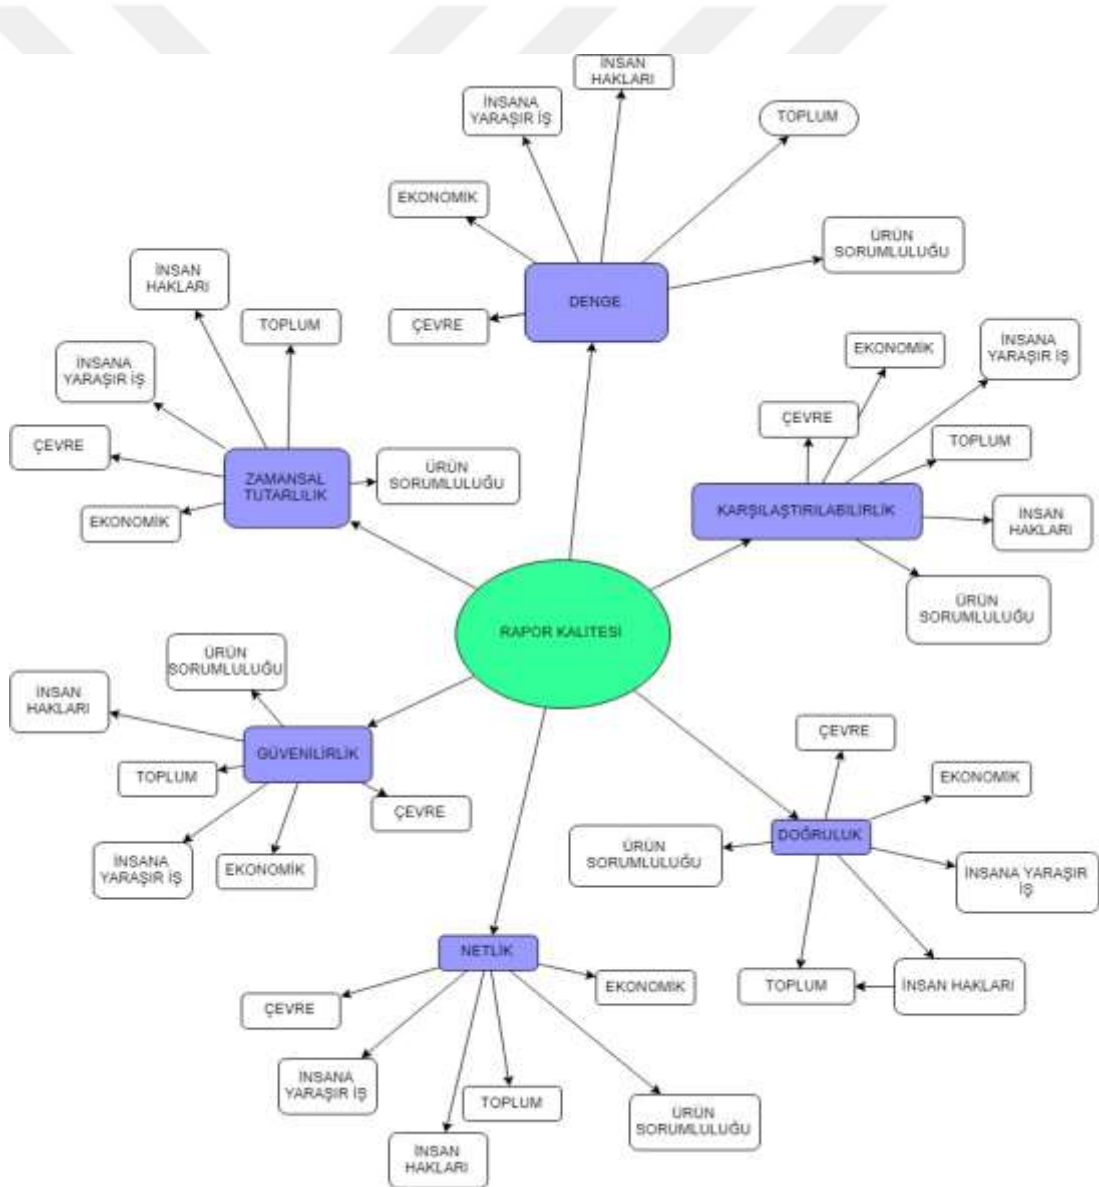 İNSAN
HAKLARI
İNSANA
YARAŞIR İŞ
TOPLUM
EKONOMİK
ÜRÜN
SORUMLULUĞU
DENGE
ÇEVRE
İNSAN
HAKLARI
TOPLUM
İNSANA
YARAŞIR İŞ
ÇEVRE
ZAMANSAL
TUTARLILIK
ÜRÜN
SORUMLULUĞU
EKONOMİK
EKONOMİK
İNSANA
YARAŞIR İŞ
ÇEVRE
TOPLUM
KARŞILAŞTIRILABİLİRLİK
İNSAN
HAKLARI
ÜRÜN
SORUMLULUĞU
RAPOR KALİTESİ
ÜRÜN
SORUMLULUĞU
İNSAN
HAKLARI
GÜVENİLİRLİK
TOPLUM
ÇEVRE
İNSANA
YARAŞIR İŞ
EKONOMİK
ÇEVRE
EKONOMİK
DOĞRULUK
ÜRÜN
SORUMLULUĞU
İNSANA YARAŞIR
İŞ
TOPLUM
İNSAN HAKLARI
NETLİK
EKONOMİK
ÇEVRE
İNSANA
YARAŞIR İŞ
TOPLUM
ÜRÜN
SORUMLULUĞU
İNSAN
HAKLARI